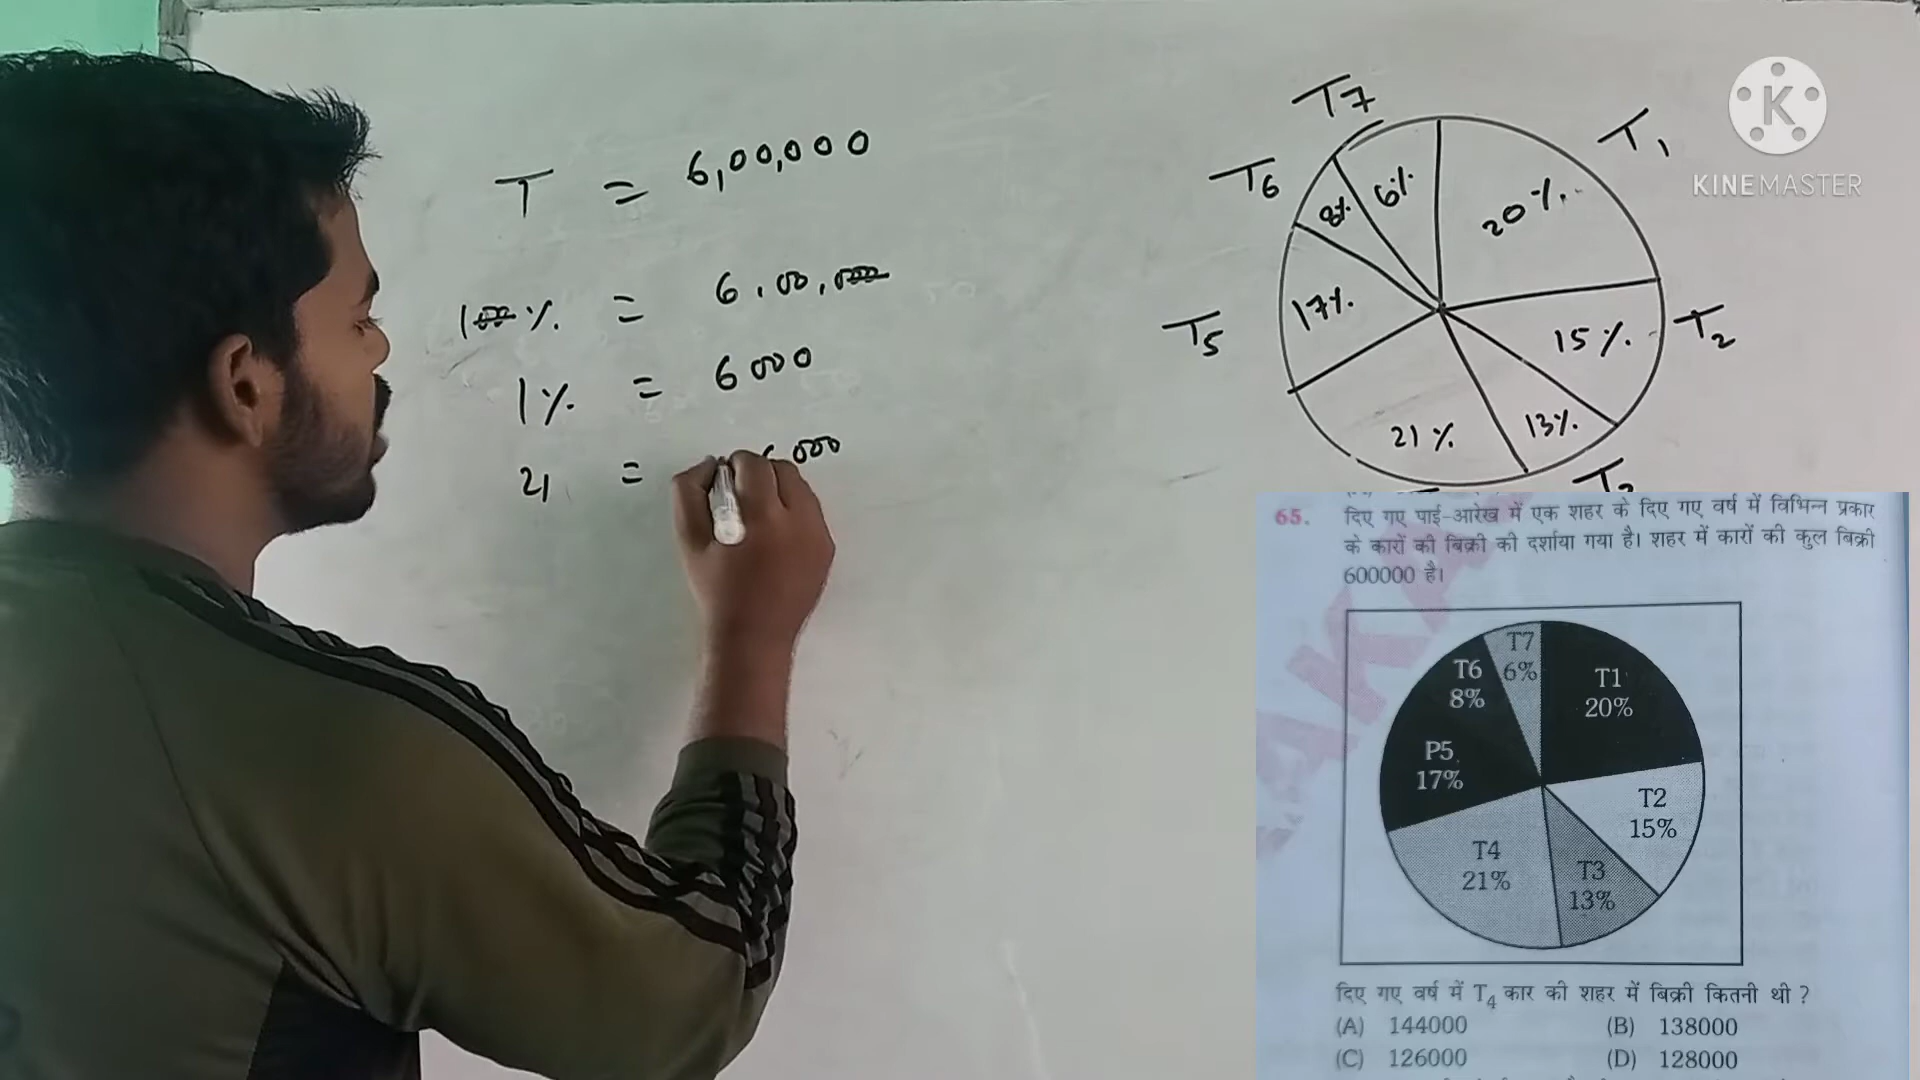 T = 6,00,000
100% = 6,00,000
1% = 6000
21 = 6000
T7
T1
T6
6%
8%
20%
KINEMASTER
17%
T5
15%
T2
21%
13%
T3
65. दिए गए पाई-आरेख में एक शहर के दिए गए वर्ष में विभिन्न प्रकार
के कारों की बिक्री की दर्शाया गया है। शहर में कारों की कुल बिक्री
600000 है।
T7
6%
T6
8%
T1
20%
P5
17%
T2
15%
T4
21%
T3
13%
दिए गए वर्ष में T4 कार की शहर में बिक्री कितनी थी ?
(A) 144000 (B) 138000
(C) 126000 (D) 128000